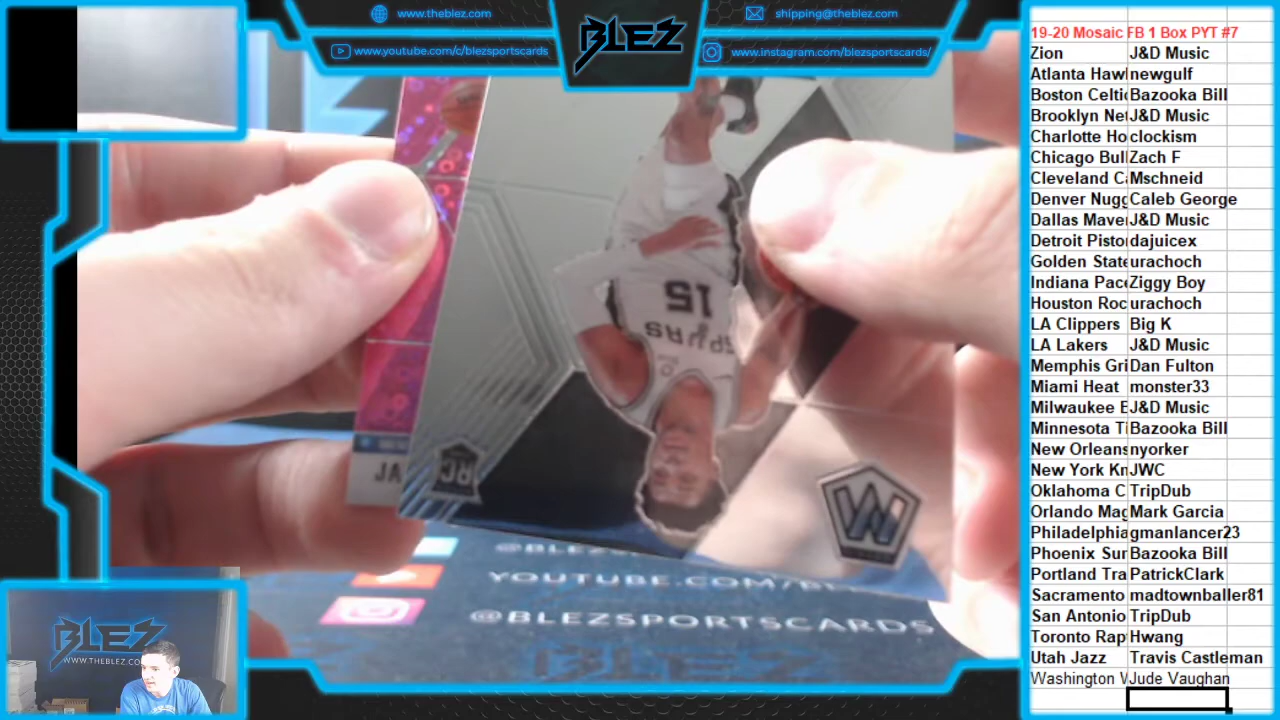 www.theblez.com
shipping@theblez.com
www.youtube.com/c/blezsportscards
BLEZ
www.instagram.com/blezsportscards/
19-20 Mosaic FB 1 Box PYT #7
Zion J&D Music
Atlanta Haw newgulf
Boston Celti Bazooka Bill
Brooklyn Ne J&D Music
Charlotte Ho clockism
Chicago Bul Zach F
Cleveland C Mschneid
Denver Nugg Caleb George
Dallas Mave J&D Music
Detroit Pisto dajuicex
Golden State urachoch
Indiana Pac Ziggy Boy
Houston Roc urachoch
LA Clippers Big K
LA Lakers J&D Music
Memphis Gri Dan Fulton
Miami Heat monster33
Milwaukee B J&D Music
Minnesota Ti Bazooka Bill
New Orleans nyorker
New York Kn JWC
Oklahoma C TripDub
Orlando Mag Mark Garcia
Philadelphia gmanlancer23
Phoenix Sun Bazooka Bill
Portland Tra PatrickClark
Sacramento madtownballer81
San Antonio TripDub
Toronto Rap Hwang
Utah Jazz Travis Castleman
Washington W Jude Vaughan
15
SPURS
RC
JA
YOUTUBE.COM/B
@BLEZSPORTSCARDS
BLEZ
BLEZ
WWW.THEBLEZ.CO